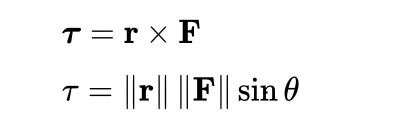 𝛕 = 𝐫 × 𝐅
τ = ‖𝐫‖ ‖𝐅‖ sin θ